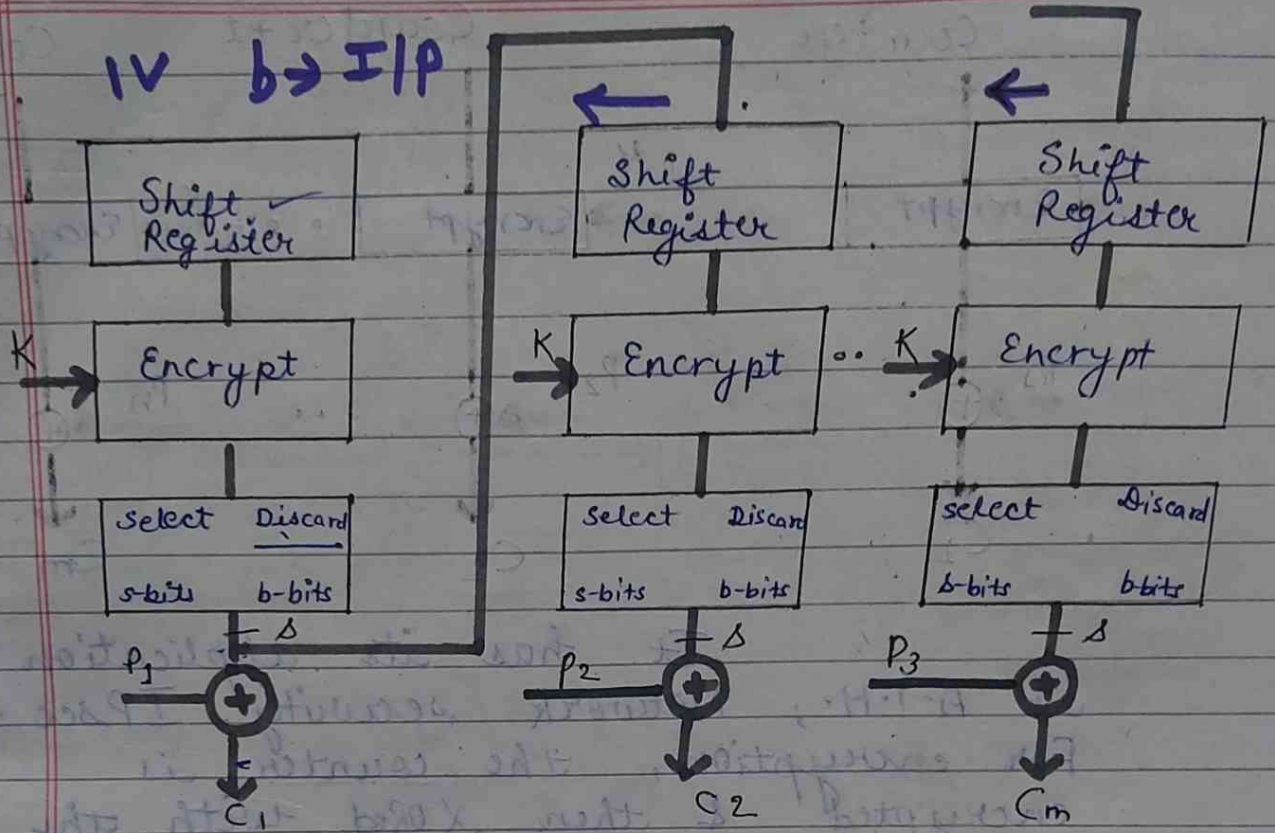 IV b→ I/P
Shift
Register
Shift
Register
Shift
Register
K
Encrypt
K
Encrypt
..
K
Encrypt
select Discard
s-bits b-bits
select Discard
s-bits b-bits
select Discard
s-bits b-bits
s
s
s
P1
+
P2
+
P3
+
C1
C2
Cm